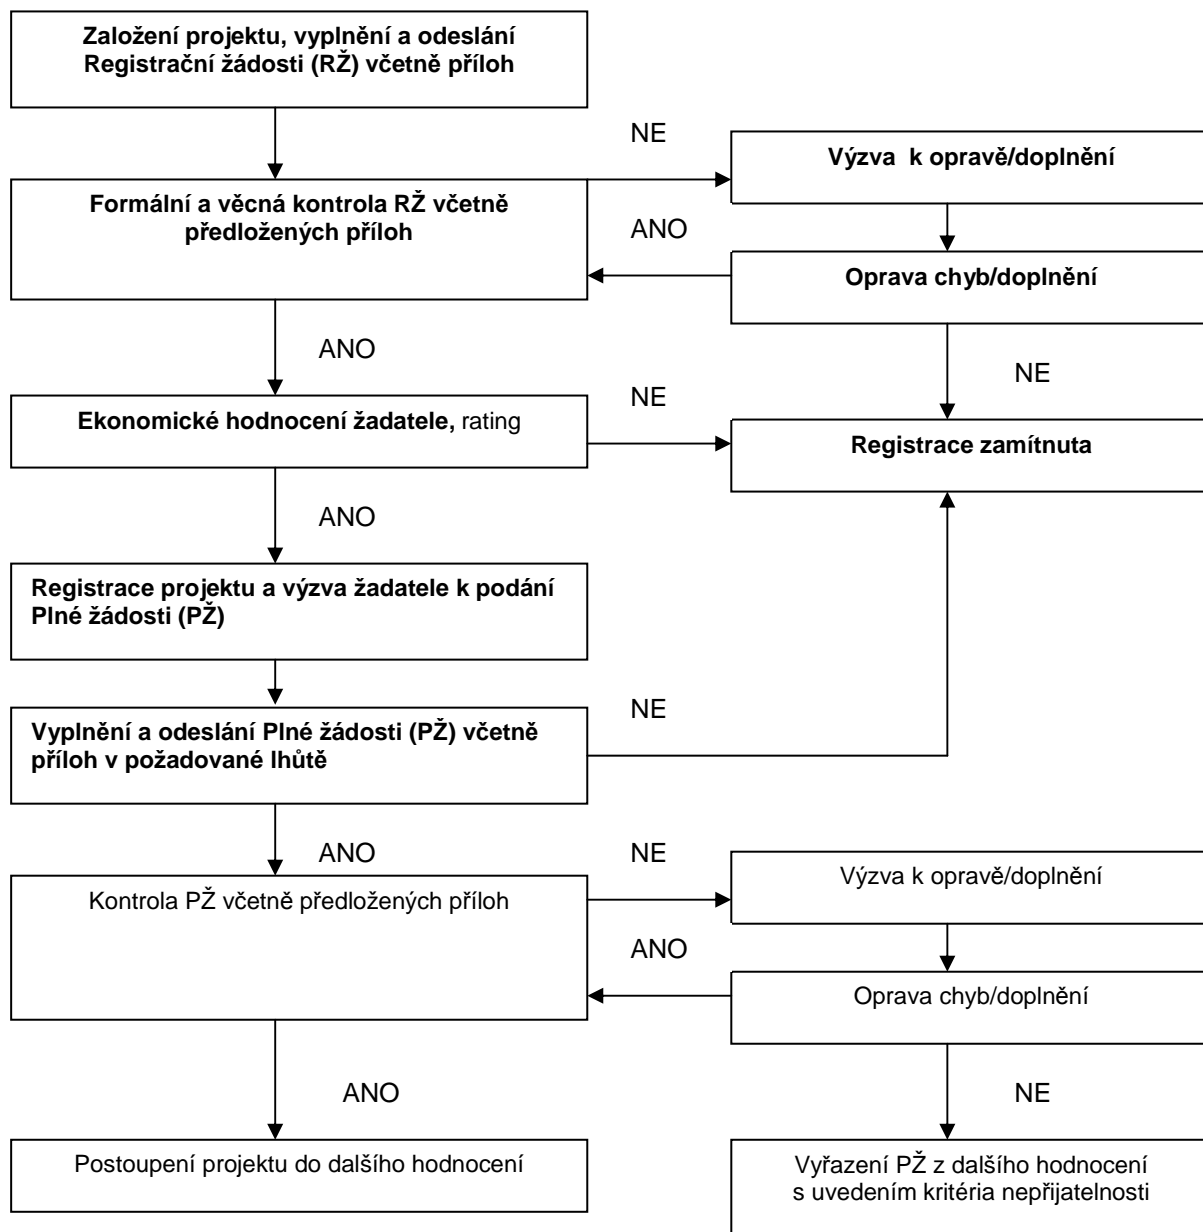 Založení projektu, vyplnění a odeslání
Registrační žádosti (RŽ) včetně příloh
NE
Výzva k opravě/doplnění
Formální a věcná kontrola RŽ včetně
předložených příloh
ANO
Oprava chyb/doplnění
ANO
NE
Ekonomické hodnocení žadatele, rating
NE
Registrace zamítnuta
ANO
Registrace projektu a výzva žadatele k podání
Plné žádosti (PŽ)
Vyplnění a odeslání Plné žádosti (PŽ) včetně
příloh v požadované lhůtě
NE
ANO
NE
Výzva k opravě/doplnění
Kontrola PŽ včetně předložených příloh
ANO
Oprava chyb/doplnění
ANO
NE
Postoupení projektu do dalšího hodnocení
Vyřazení PŽ z dalšího hodnocení
s uvedením kritéria nepřijatelnosti